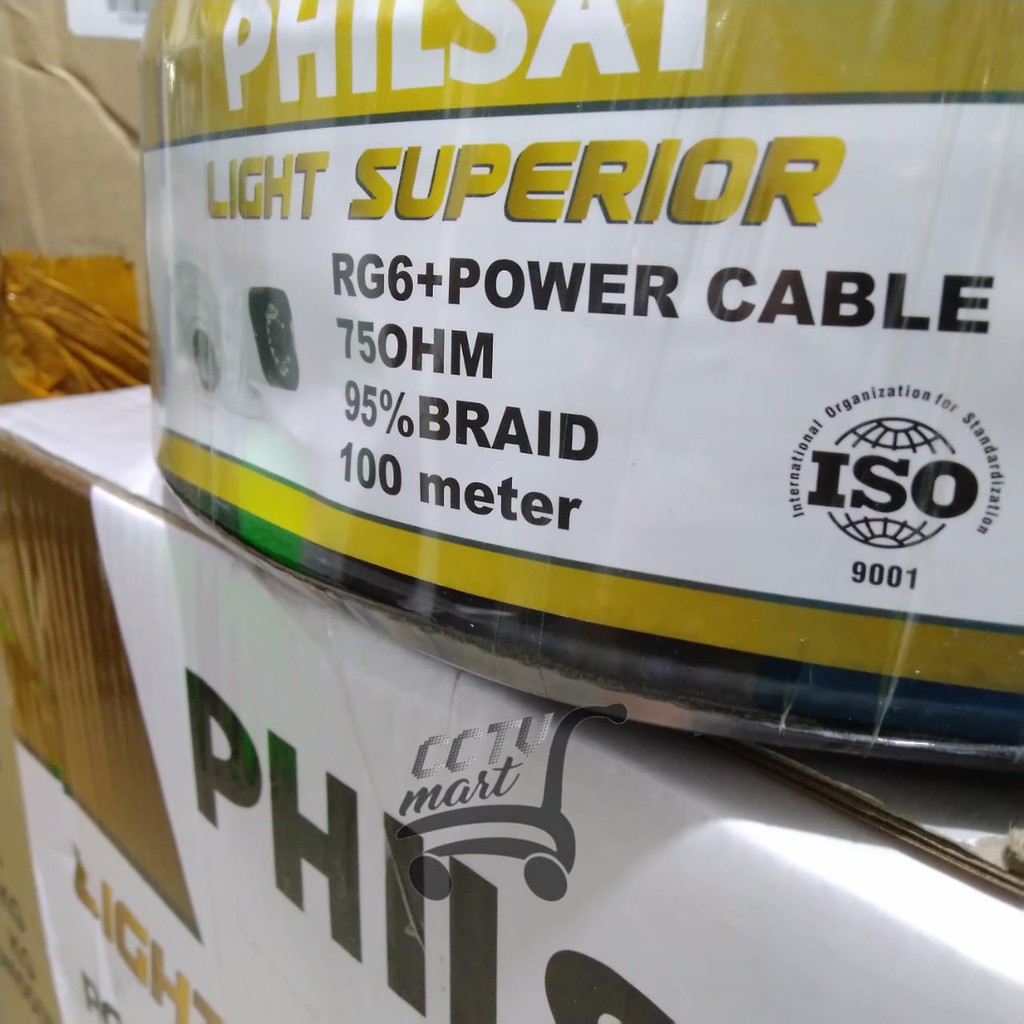 PHILSAT
LIGHT SUPERIOR
RG6+POWER CABLE
75OHM
95%BRAID
100 meter
International Organization for Standardization
ISO
9001
CCTV
mart
PHILS
LIGHT